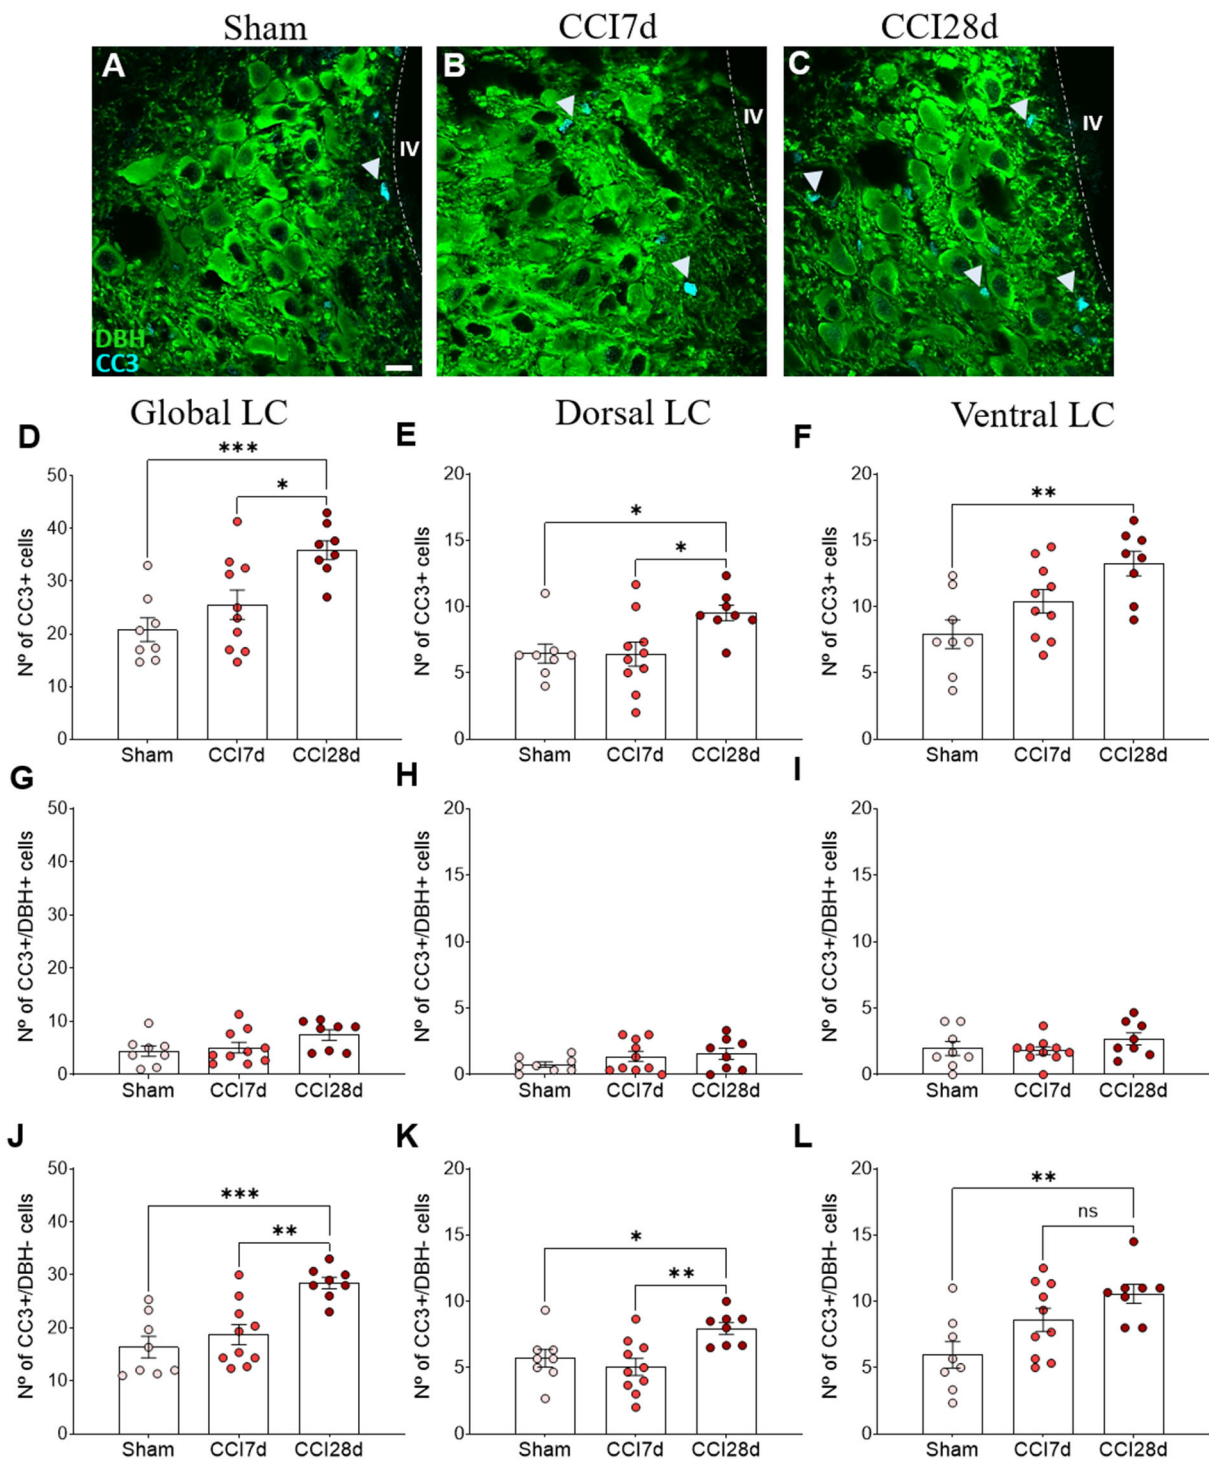 Sham CCI7d CCI28d
A B C
IV IV IV
DBH
CC3
Global LC Dorsal LC Ventral LC
D
Nº of CC3+ cells
50
40
30
20
10
0
***
*
Sham CCI7d CCI28d
E
Nº of CC3+ cells
20
15
10
5
0
*
*
Sham CCI7d CCI28d
F
Nº of CC3+ cells
20
15
10
5
0
**
Sham CCI7d CCI28d
G
Nº of CC3+/DBH+ cells
50
40
30
20
10
0
Sham CCI7d CCI28d
H
Nº of CC3+/DBH+ cells
20
15
10
5
0
Sham CCI7d CCI28d
I
Nº of CC3+/DBH+ cells
20
15
10
5
0
Sham CCI7d CCI28d
J
Nº of CC3+/DBH- cells
50
40
30
20
10
0
***
**
Sham CCI7d CCI28d
K
Nº of CC3+/DBH- cells
20
15
10
5
0
*
**
Sham CCI7d CCI28d
L
Nº of CC3+/DBH- cells
20
15
10
5
0
**
ns
Sham CCI7d CCI28d